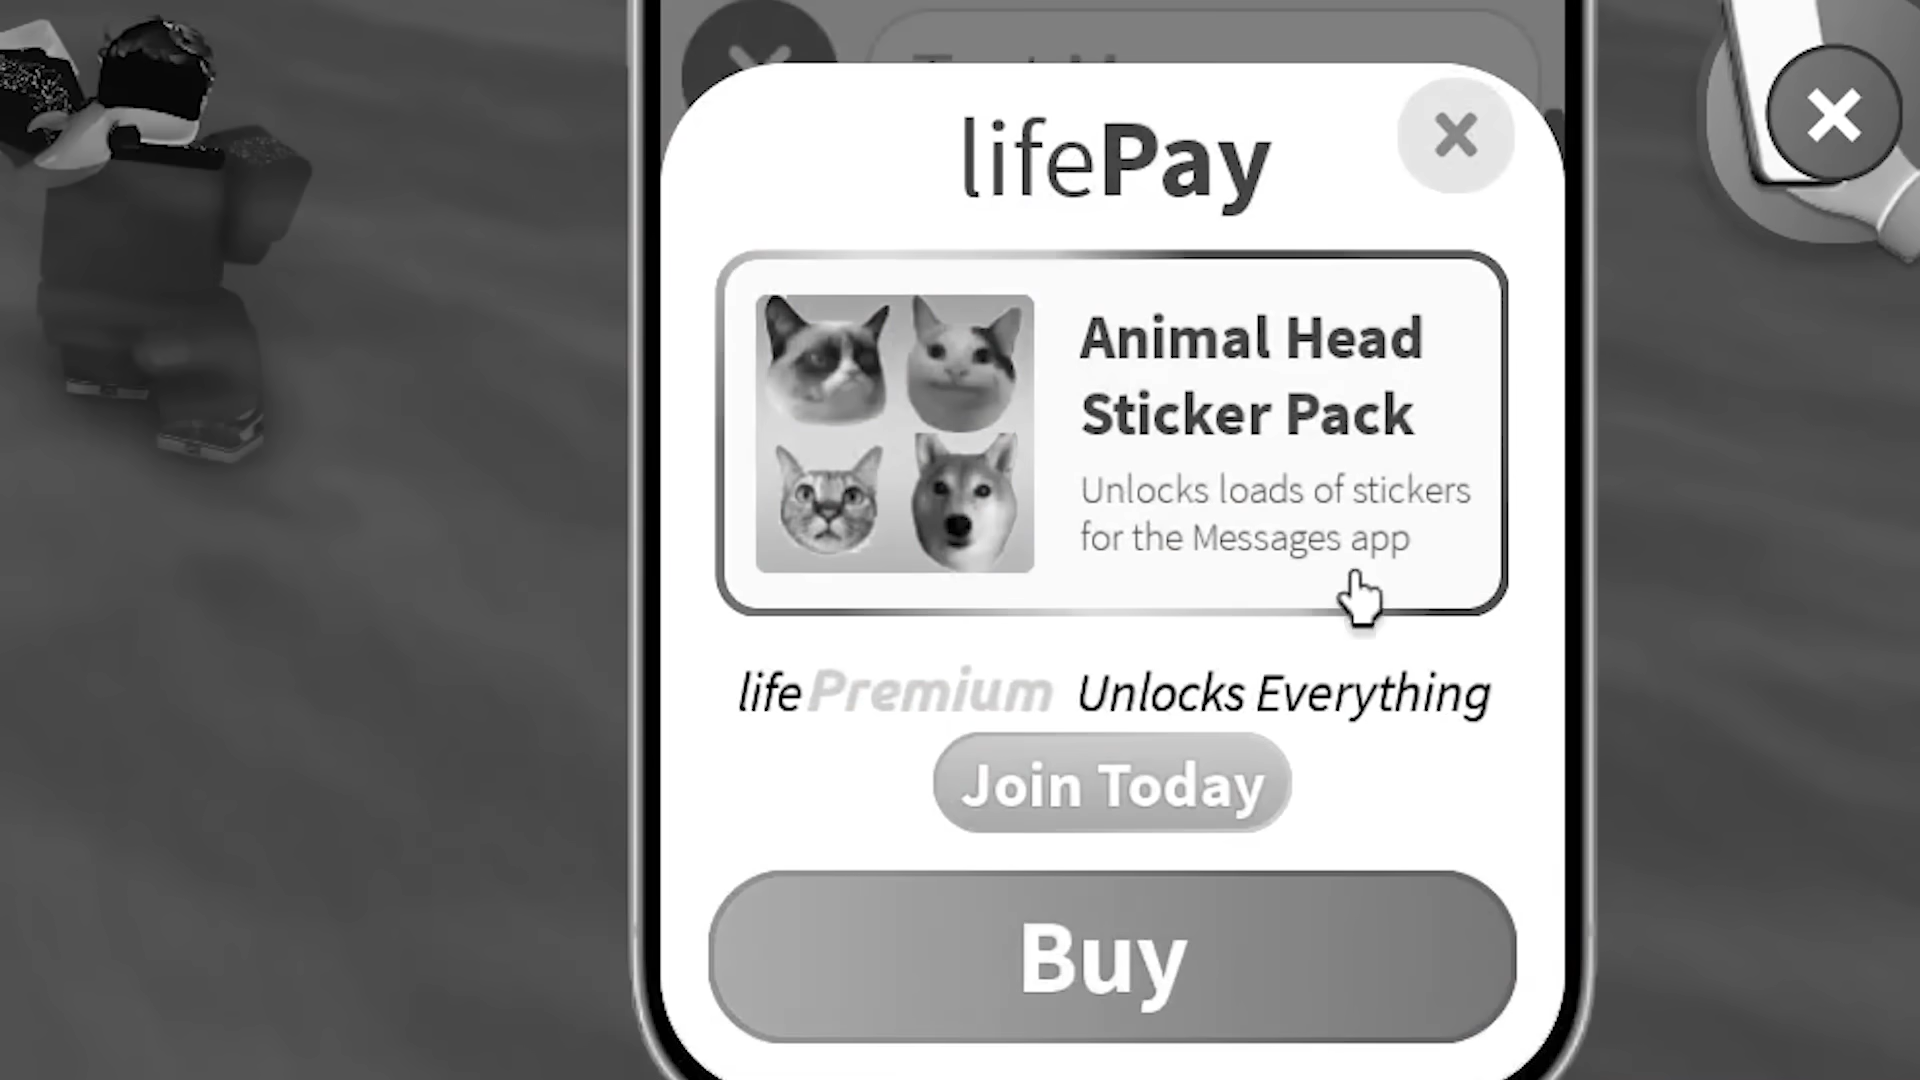 lifePay
Animal Head
Sticker Pack
Unlocks loads of stickers
for the Messages app
lifePremium Unlocks Everything
Join Today
Buy